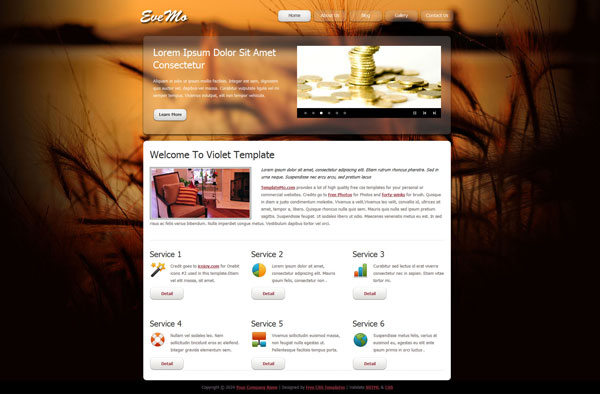 EveMo
Home About Us Blog Gallery Contact Us
Lorem Ipsum Dolor Sit Amet
Consectetur
Aliquam in odio ut ipsum mollis facilisis. Integer est sem, dignissim
quis auctor vel, dapibus vel massa. Curabitur vulputate ligula vel mi
semper tempus. Vivamus volutpat, elit non tempor vehicula.
Learn More
Welcome To Violet Template
Lorem ipsum dolor sit amet, consectetur adipiscing elit. Etiam rutrum rhoncus pharetra. Sed in
urna neque. Suspendisse nec arcu arcu, sed pretium lacus
TemplateMo.com provides a lot of high quality free css templates for your personal or
commercial websites. Credits go to Free Photos for Photos and forty-winks for brush. Quisque
in diam a justo condimentum molestie. Vivamus a velit.Vivamus leo velit, convallis id, ultrices sit
amet, tempor a, libero. Quisque rhoncus nulla quis sem. Mauris quis nulla sed ipsum pretium
sagittis. Suspendisse feugiat. Ut sodales libero ut odio. Maecenas venenatis metus eu est. In sed
risus ac felis varius bibendum. Nulla imperdiet congue metus. Vestibulum dapibus tortor vel orci.
Service 1 Service 2 Service 3
Credit goes to icojoy.com for Onebit
icons #2 used in this template.Etiam
vel elit massa, sit amet.
Detail
Lorem ipsum dolor sit amet,
consectetur adipiscing elit. Mauris
ipsum felis, consectetur non .
Detail
Curabitur sed lectus id erat viverra
consectetur nec in sapien. Etiam vitae
tortor mi.
Detail
Service 4 Service 5 Service 6
Nullam vel sodales leo. Nam
sollicitudin tincidunt eros ac eleifend.
Integer gravida elementum sem.
Detail
Vivamus sollicitudin euismod massa,
non feugiat nulla egestas ut.
Pellentesque facilisis tempus porta.
Detail
Suspendisse metus felis, varius at
euismod eu, egestas eu elit ante
ipsum primis in orci luctus .
Detail
Copyright © 2024 Your Company Name | Designed by Free CSS Templates | Validate XHTML & CSS